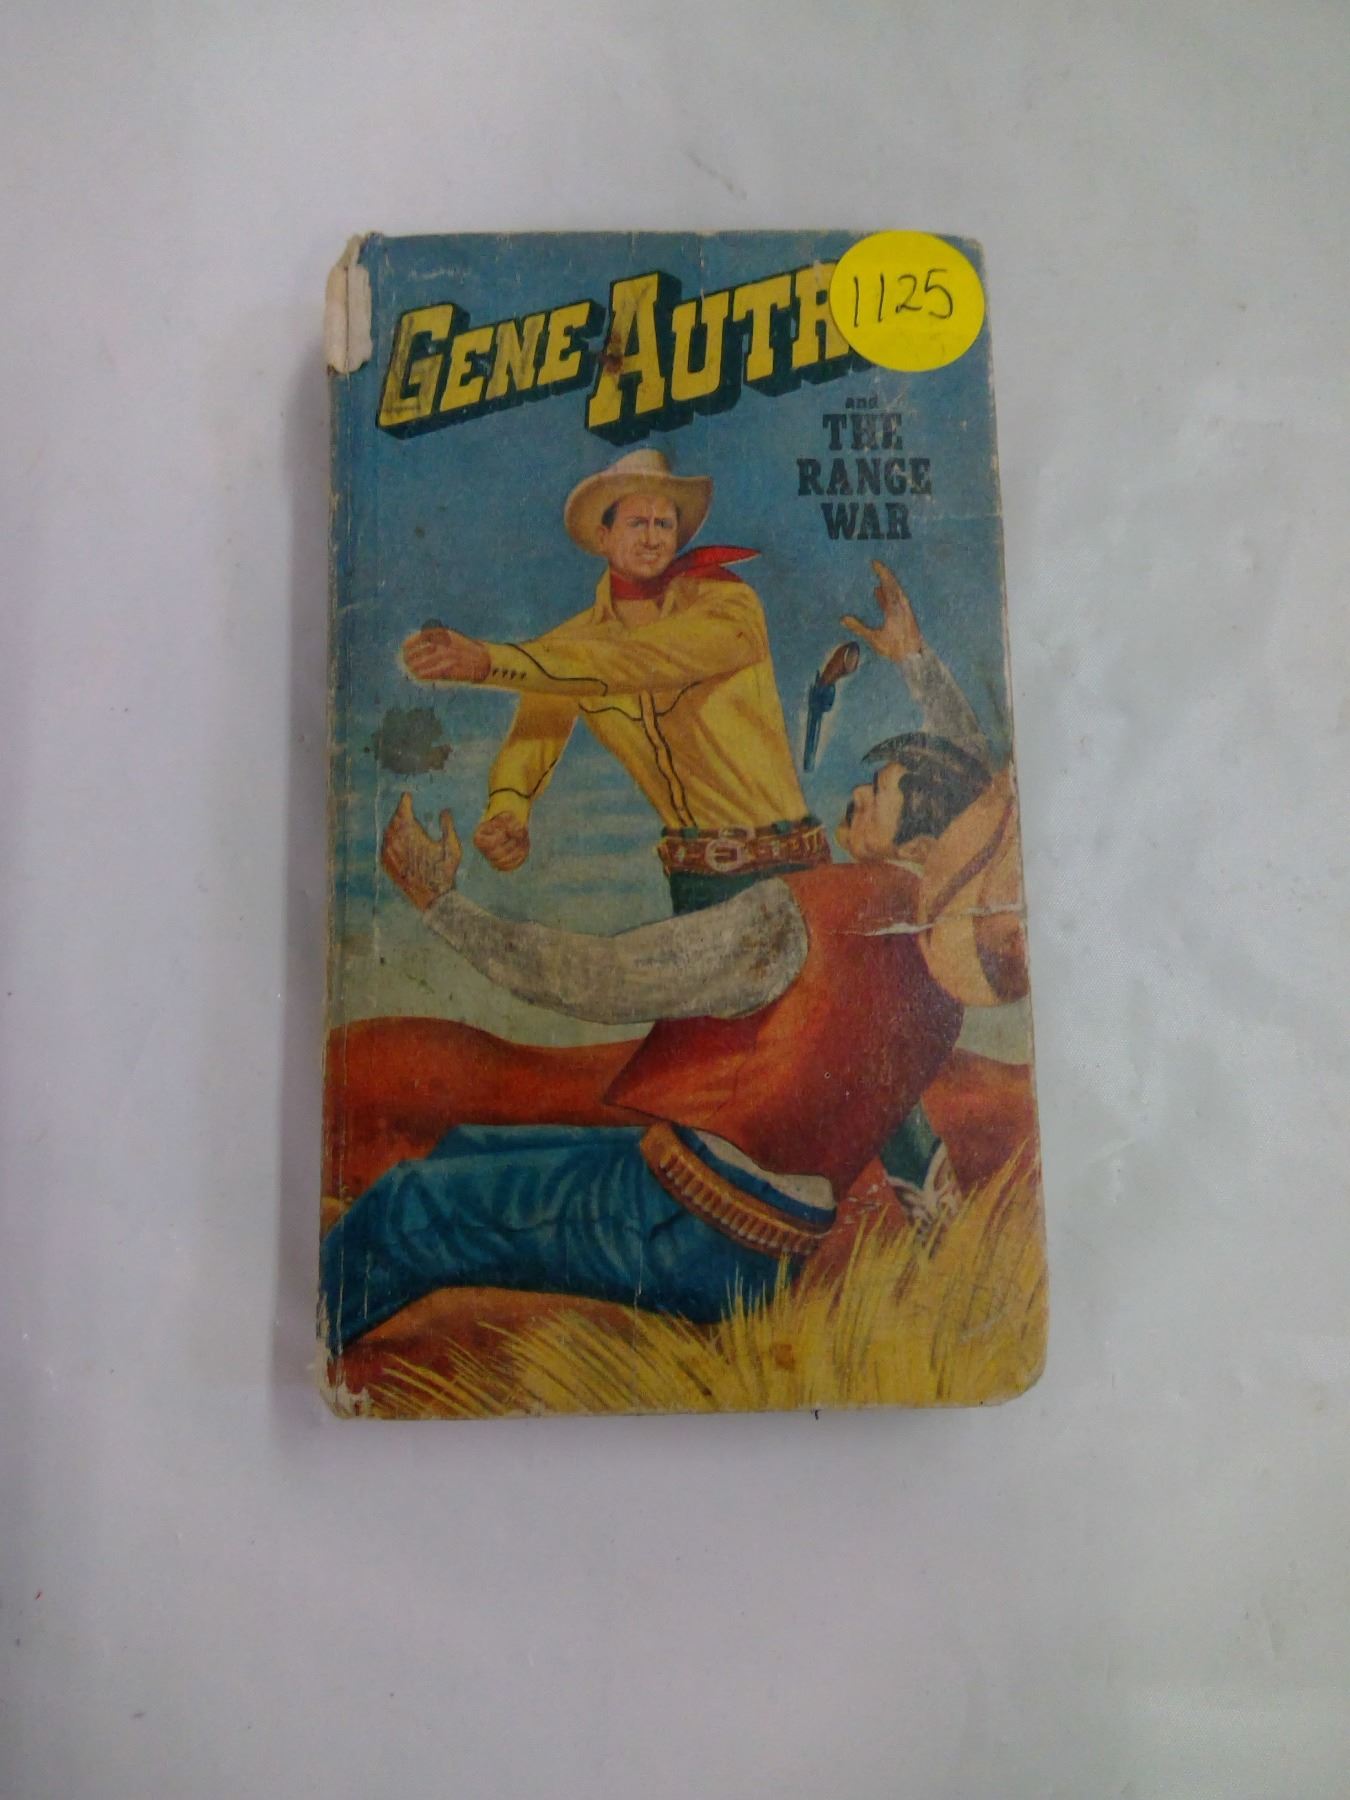 GENE AUTR
1125
and
THE
RANGE
WAR